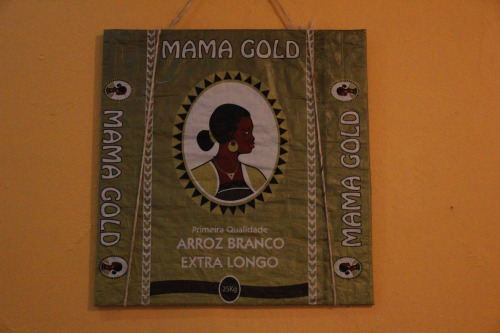 MAMA GOLD
MAMA GOLD
MAMA GOLD
Primeira Qualidade
ARROZ BRANCO
EXTRA LONGO
25Kg